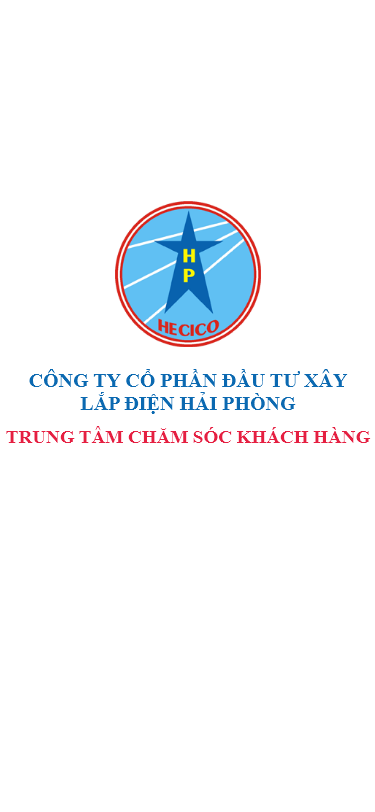 H
P
HECICO
CÔNG TY CỔ PHẦN ĐẦU TƯ XÂY
LẮP ĐIỆN HẢI PHÒNG
TRUNG TÂM CHĂM SÓC KHÁCH HÀNG